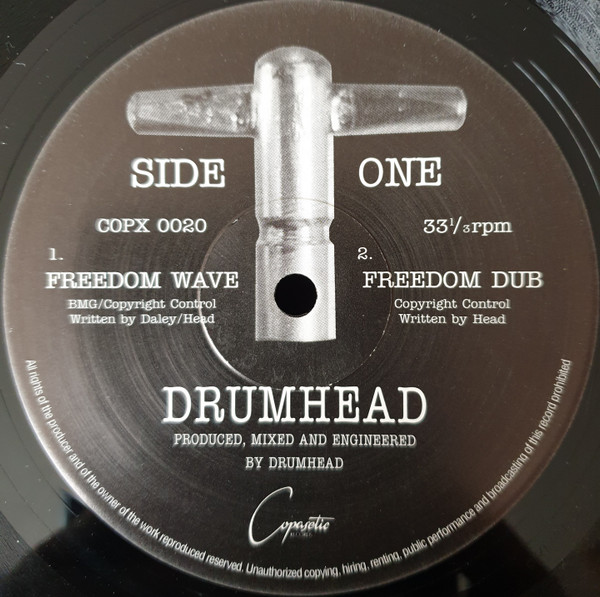 SIDE ONE
COPX 0020
33⅓rpm
1.
FREEDOM WAVE
BMG/Copyright Control
Written by Daley/Head
2.
FREEDOM DUB
Copyright Control
Written by Head
DRUMHEAD
PRODUCED, MIXED AND ENGINEERED
BY DRUMHEAD
Copasetic
RECORDS
All rights of the producer and of the owner of the work reproduced reserved. Unauthorized copying, hiring, renting, public performance and broadcasting of this record prohibited